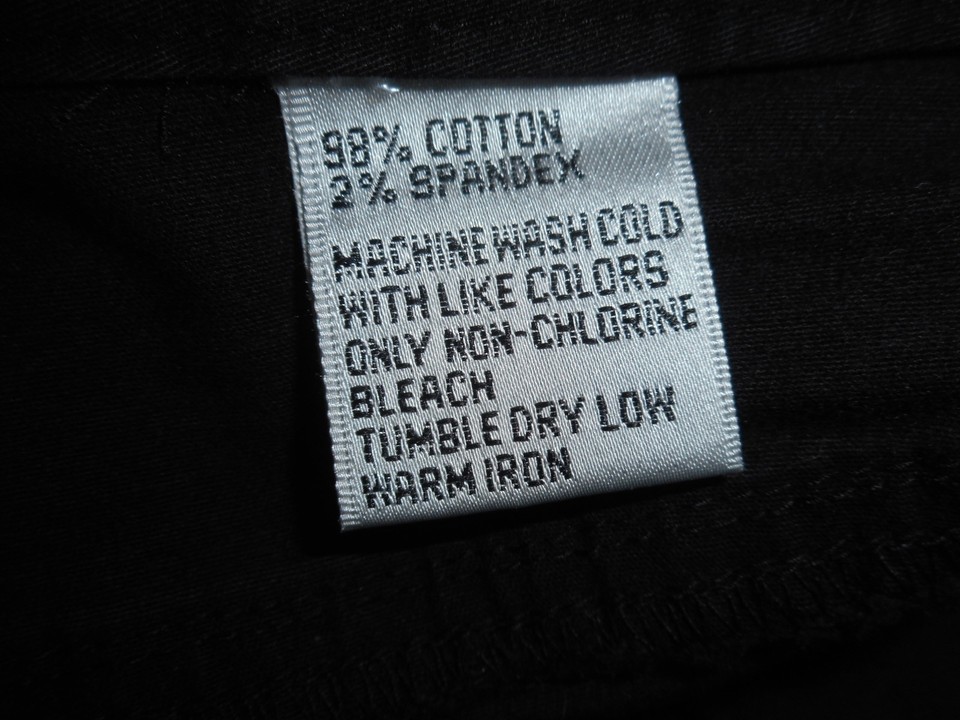 98% COTTON
2% SPANDEX
MACHINE WASH COLD
WITH LIKE COLORS
ONLY NON-CHLORINE
BLEACH
TUMBLE DRY LOW
WARM IRON